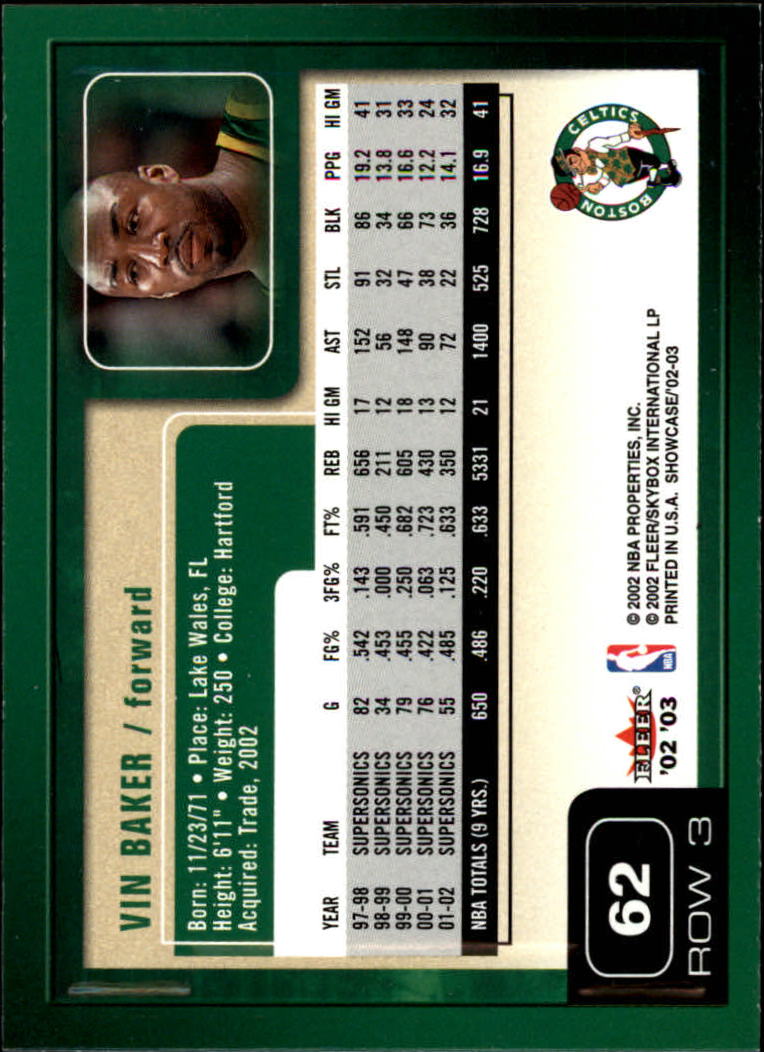 VIN BAKER / forward
Born: 11/23/71 • Place: Lake Wales, FL
Height: 6'11" • Weight: 250 • College: Hartford
Acquired: Trade, 2002
YEAR TEAM G FG% 3FG% FT% REB HI GM AST STL BLK PPG HI GM
97-98 SUPERSONICS 82 .542 .143 .591 656 17 152 91 86 19.2 41
98-99 SUPERSONICS 34 .453 .000 .450 211 12 56 32 34 13.8 31
99-00 SUPERSONICS 79 .455 .250 .682 605 18 148 47 66 16.6 33
00-01 SUPERSONICS 76 .422 .063 .723 430 13 90 38 73 12.2 24
01-02 SUPERSONICS 55 .485 .125 .633 350 12 72 22 36 14.1 32
NBA TOTALS (9 YRS.) 650 .486 .220 .633 5331 21 1400 525 728 16.9 41
BOSTON CELTICS
62
ROW 3
FLEER®
'02 '03
NBA
© 2002 NBA PROPERTIES, INC.
© 2002 FLEER/SKYBOX INTERNATIONAL LP
PRINTED IN U.S.A. SHOWCASE/'02-03